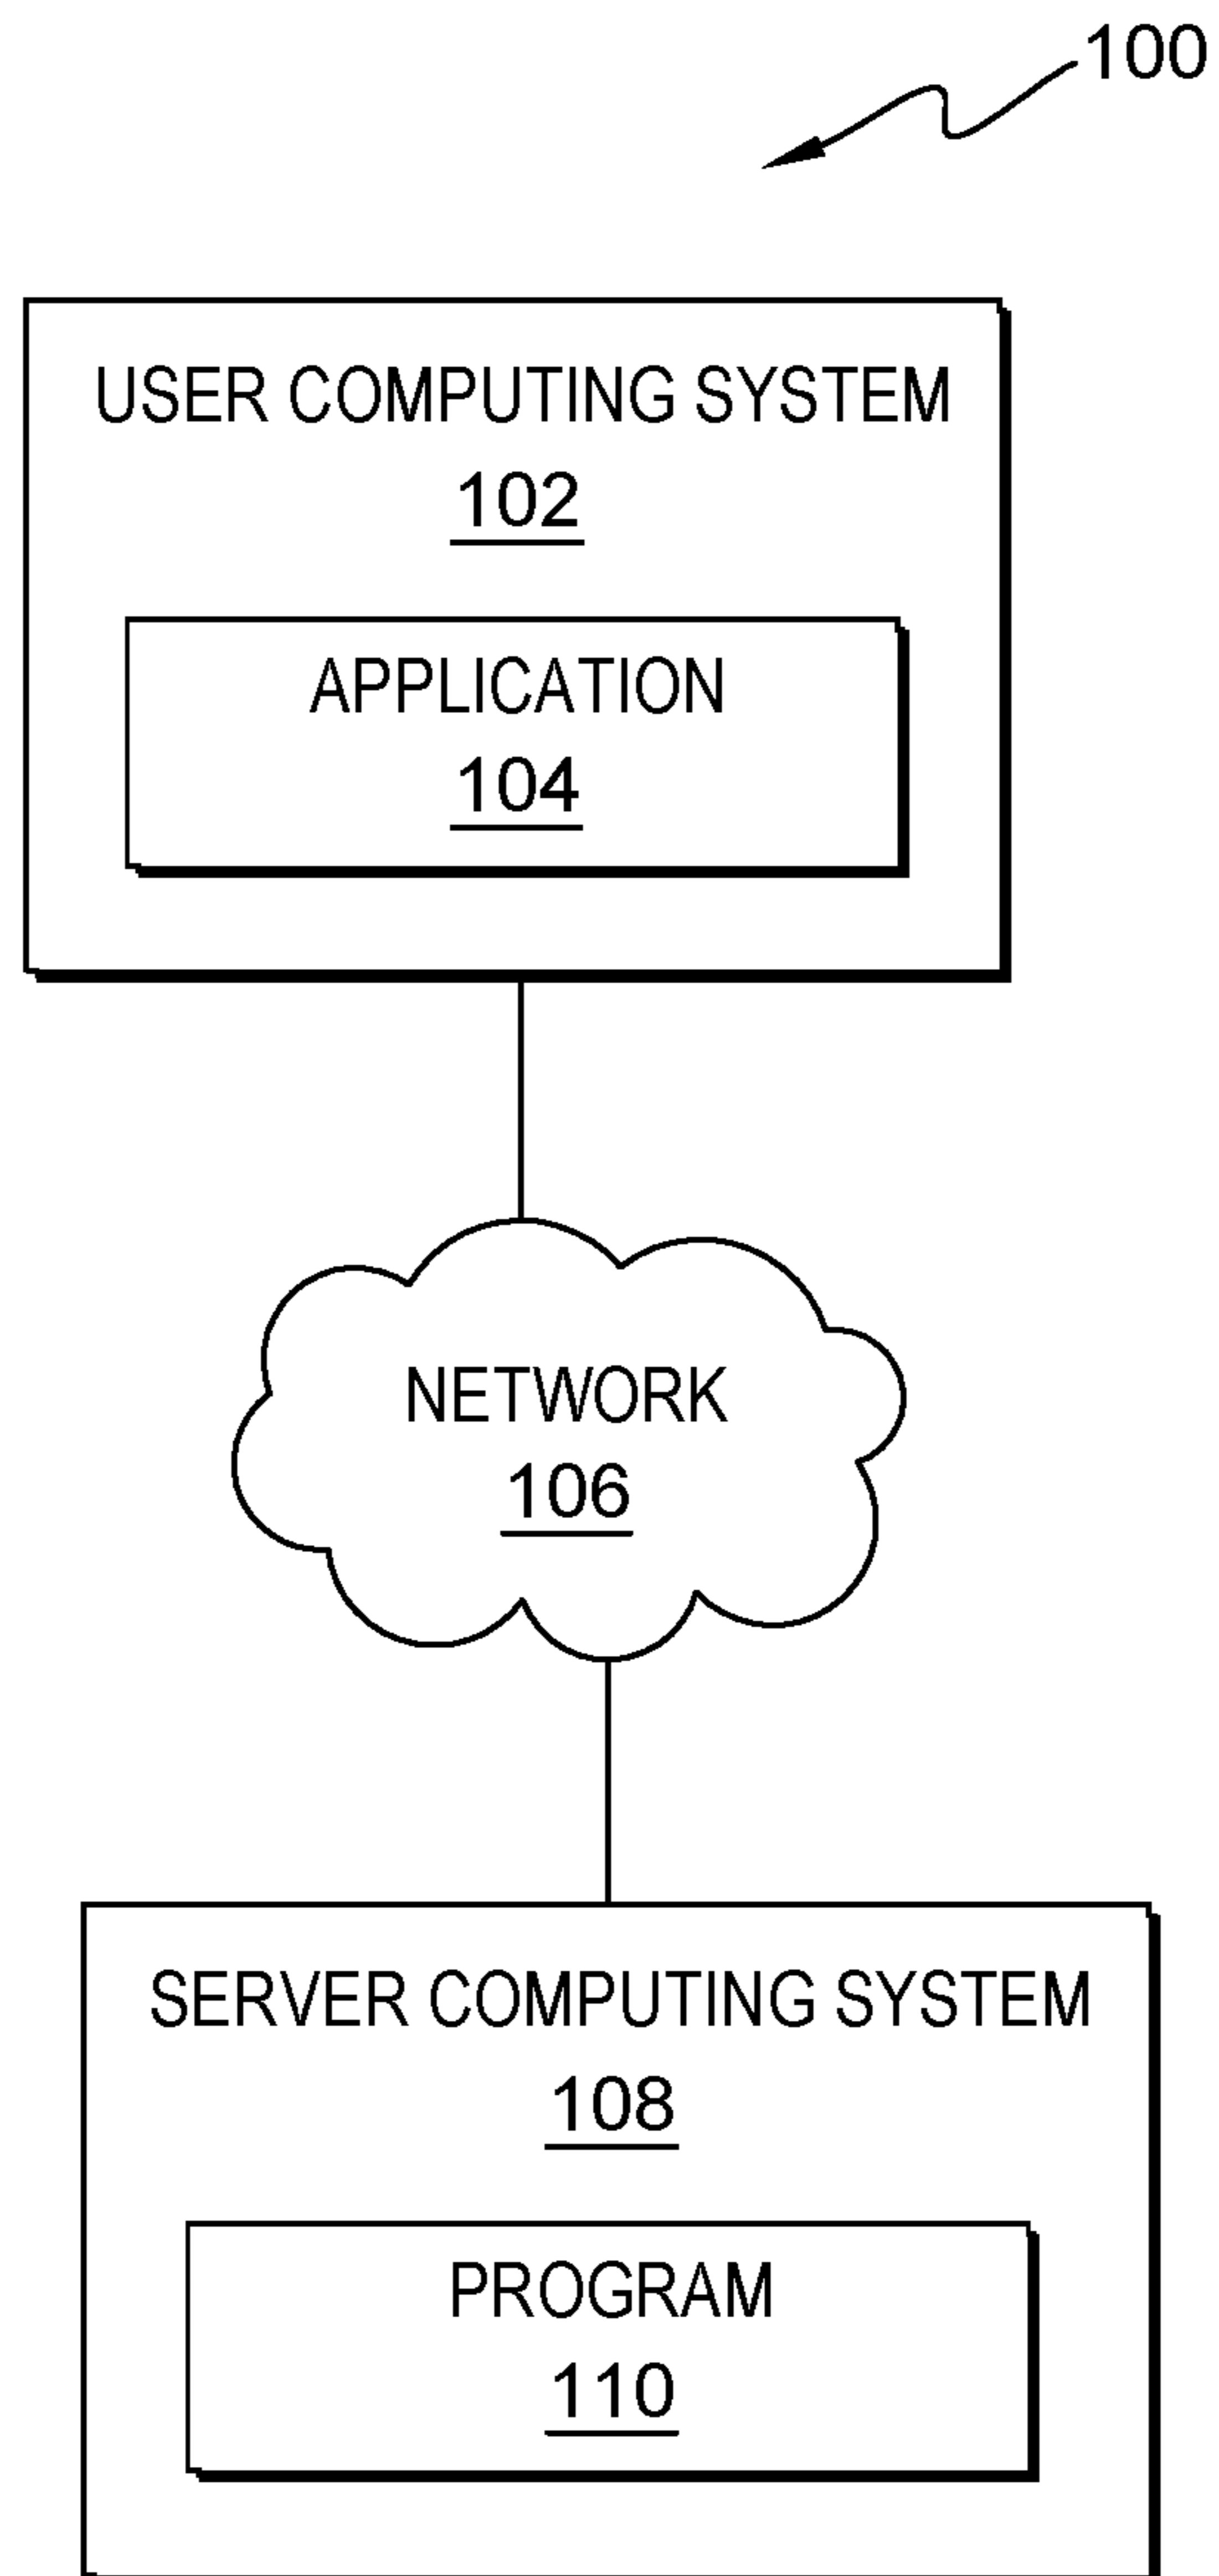 100
USER COMPUTING SYSTEM
102
APPLICATION
104
NETWORK
106
SERVER COMPUTING SYSTEM
108
PROGRAM
110